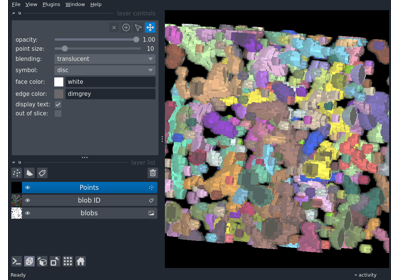 File View Plugins Window Help
layer controls
opacity: 1.00
point size: 10
blending: translucent
symbol: disc
face color: white
edge color: dimgrey
display text:
out of slice:
layer list
Points
blob ID
blobs
Ready activity